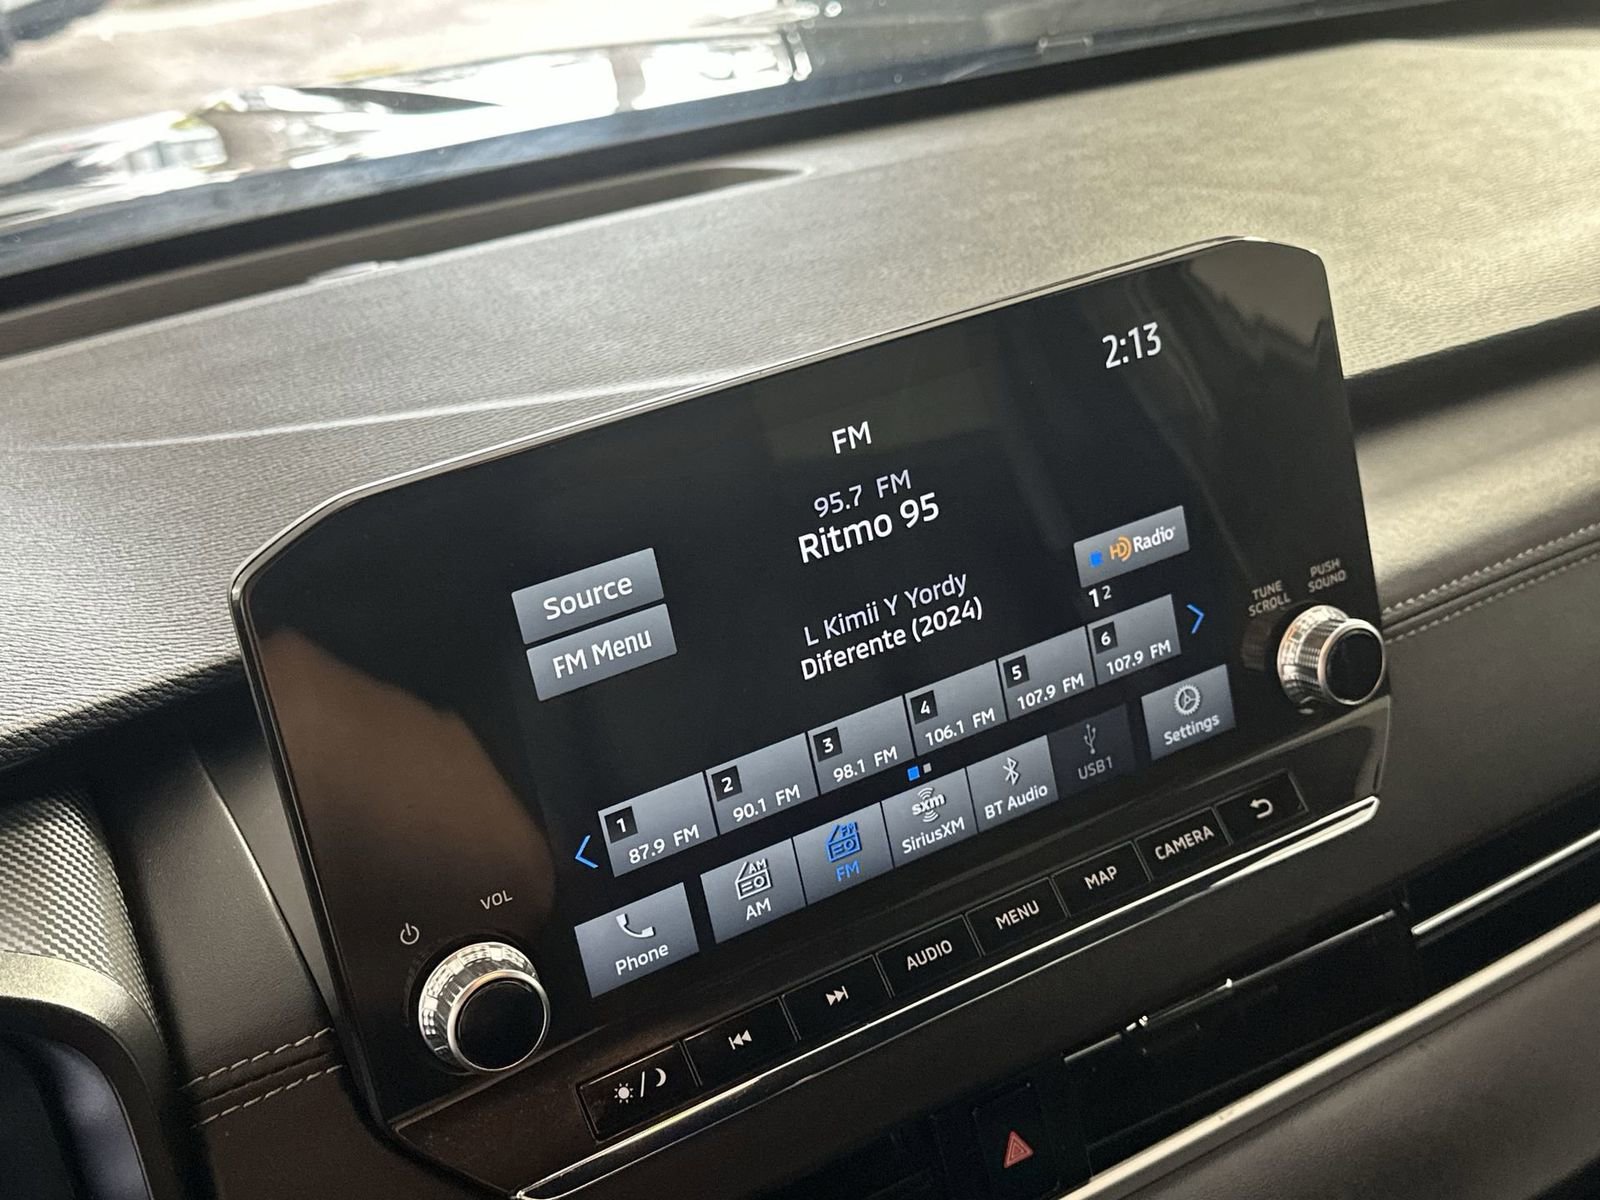 2:13
FM
95.7 FM
Ritmo 95
Source
HD Radio
FM Menu
1 2
L Kimii Y Yordy
Diferente (2024)
TUNE
SCROLL
PUSH
SOUND
1
87.9 FM
2
90.1 FM
3
98.1 FM
4
106.1 FM
5
107.9 FM
6
107.9 FM
Phone
AM
AM
FM
FM
sxm
SiriusXM
BT Audio
USB1
Settings
VOL
AUDIO
MENU
MAP
CAMERA